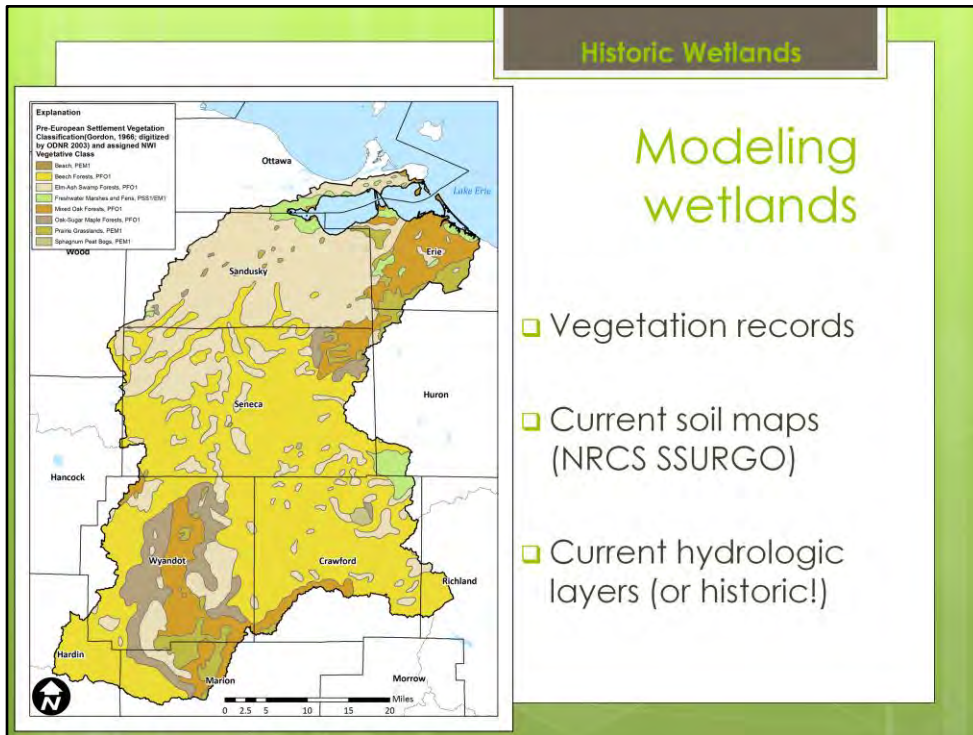 Historic Wetlands
Modeling
wetlands
❑ Vegetation records
❑ Current soil maps
(NRCS SSURGO)
❑ Current hydrologic
layers (or historic!)
Explanation
Pre-European Settlement Vegetation
Classification(Gordon, 1966; digitized
by ODNR 2003) and assigned NWI
Vegetative Class
Beach, PEM1
Beech Forests, PFO1
Elm-Ash Swamp Forests, PFO1
Freshwater Marshes and Fens, PSS1/EM1
Mixed Oak Forests, PFO1
Oak-Sugar Maple Forests, PFO1
Prairie Grasslands, PEM1
Sphagnum Peat Bogs, PEM1
Ottawa
Lake Erie
Wood
Erie
Sandusky
Huron
Seneca
Hancock
Wyandot
Crawford
Richland
Hardin
Marion
Morrow
N
Miles
0 2.5 5 10 15 20